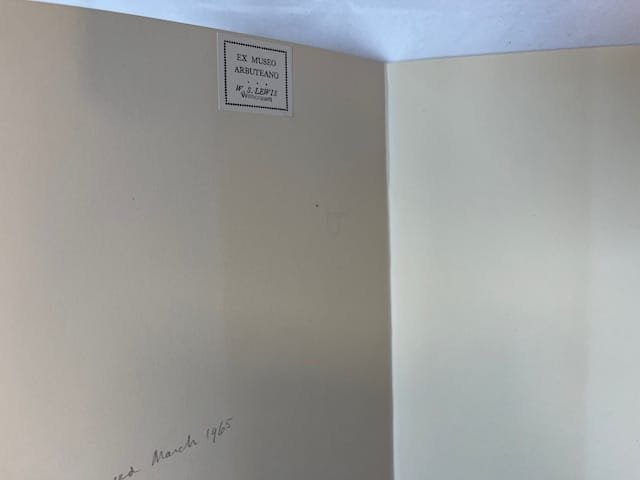 EX MUSEO
ARBUTEANO
W. S. LEWIS
March 1965